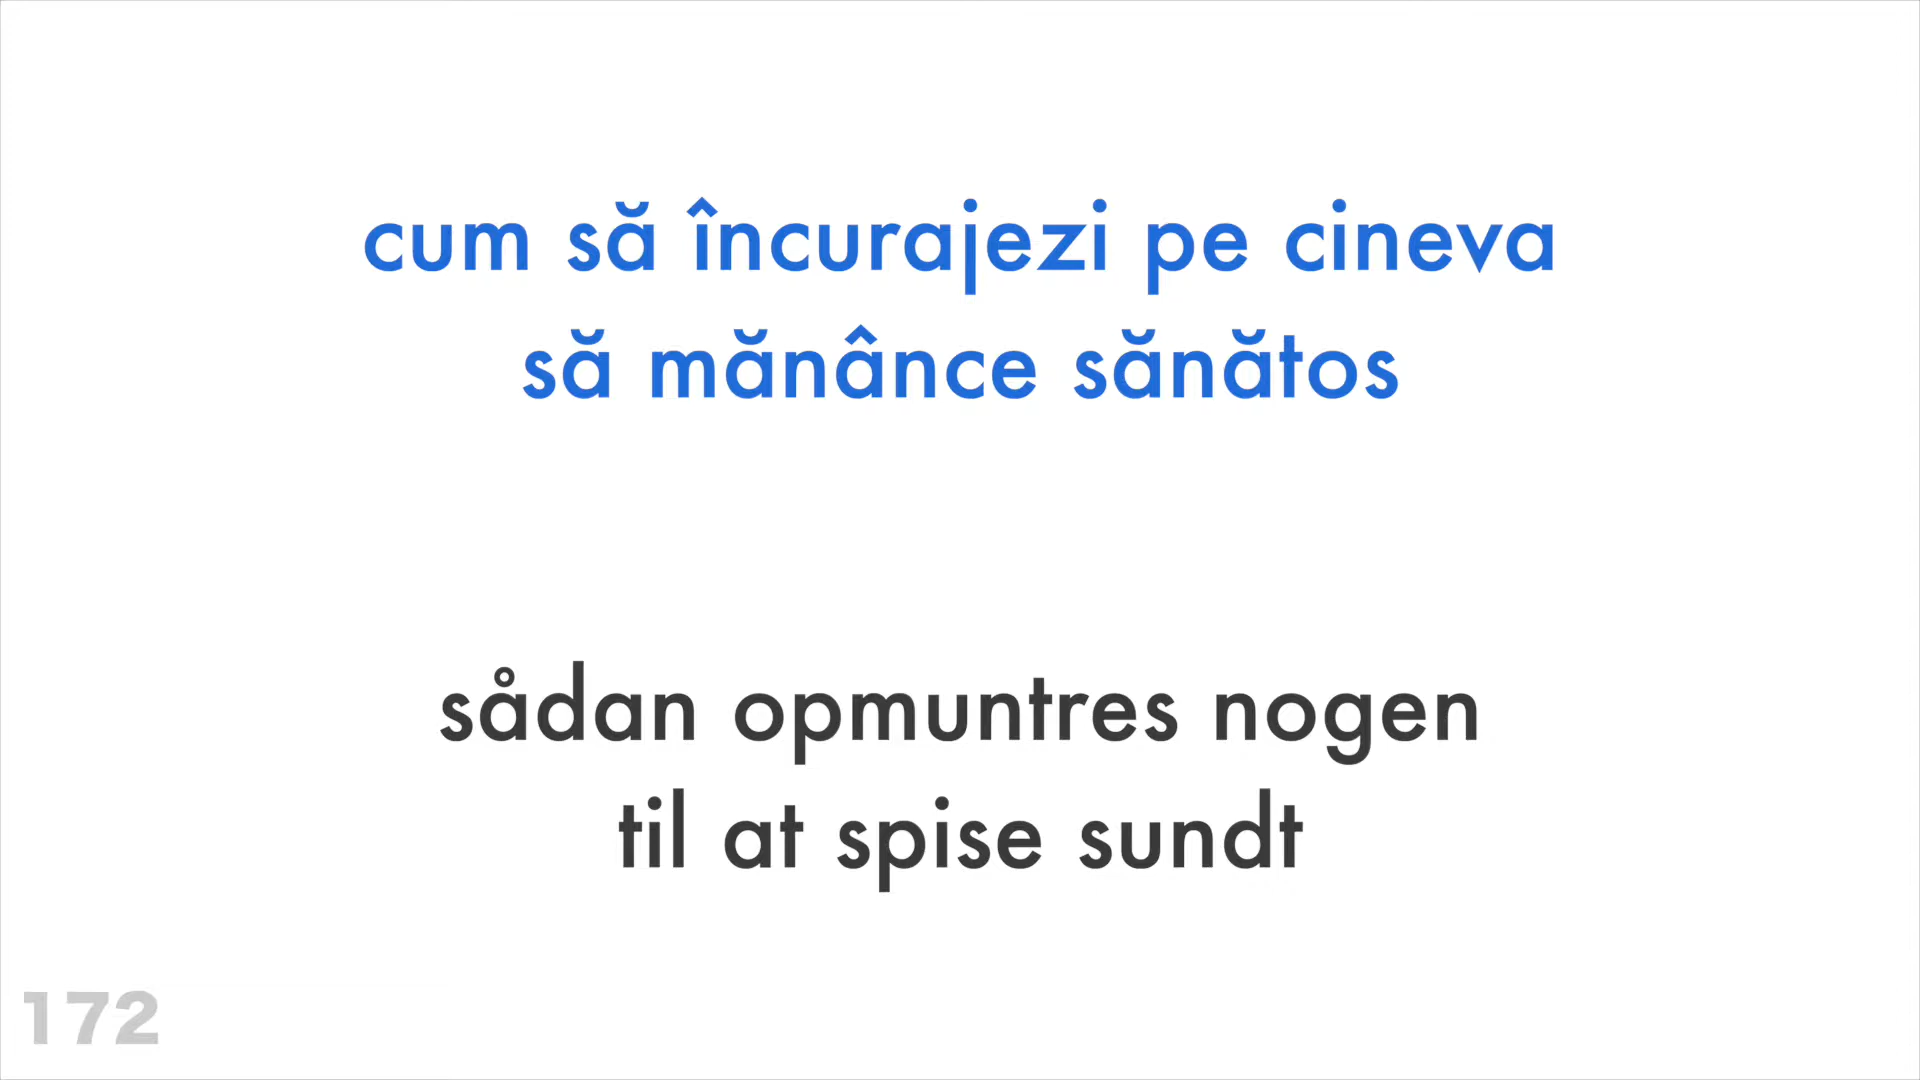 cum să încurajezi pe cineva
să mănânce sănătos
sådan opmuntres nogen
til at spise sundt
172